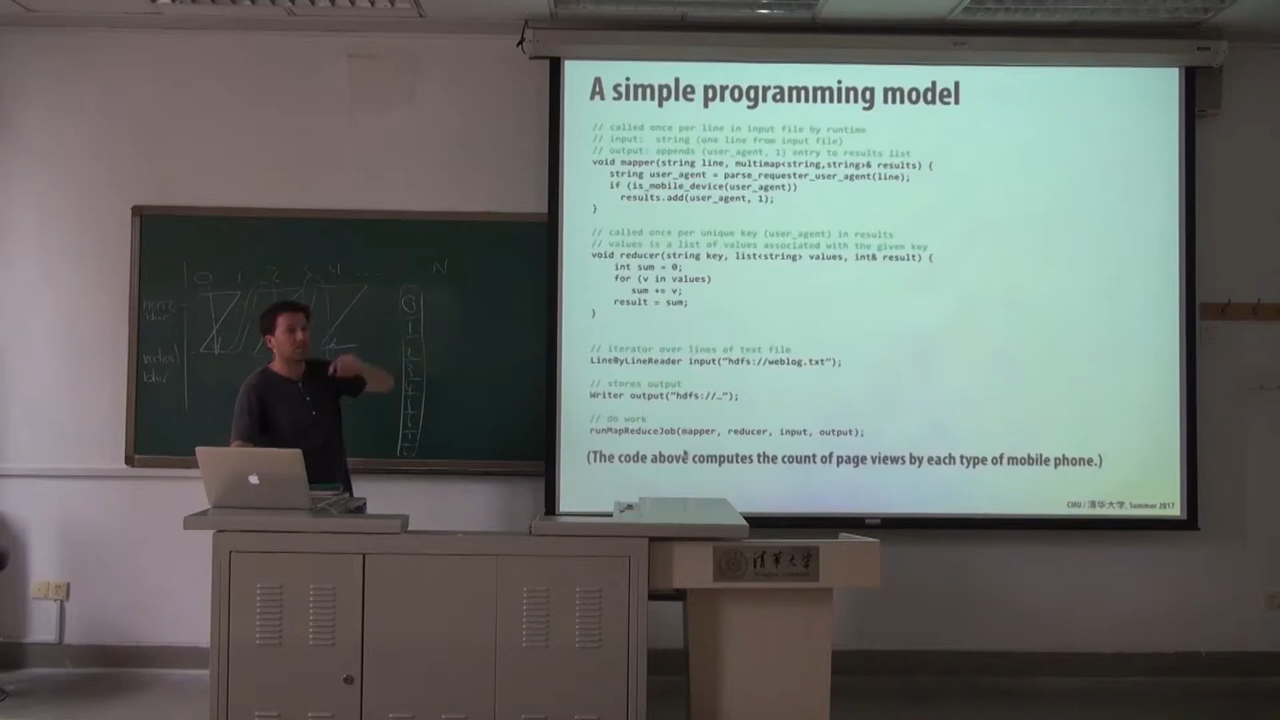 A simple programming model
// called once per line in input file by runtime
// input: string (one line from input file)
// output: appends (user_agent, 1) entry to results list
void mapper(string line, multimap<string,string>& results) {
string user_agent = parse_requester_user_agent(line);
if (is_mobile_device(user_agent))
results.add(user_agent, 1);
}
// called once per unique key (user_agent) in results
// values is a list of values associated with the given key
void reducer(string key, list<string> values, int& result) {
int sum = 0;
for (v in values)
sum += v;
result = sum;
}
// iterator over lines of text file
LineByLineReader input("hdfs://weblog.txt");
// stores output
Writer output("hdfs://…");
// do work
runMapReduceJob(mapper, reducer, input, output);
(The code above computes the count of page views by each type of mobile phone.)
CMU / 清华大学, Summer 2017
0 1 2 3 4 .... N
清华大学